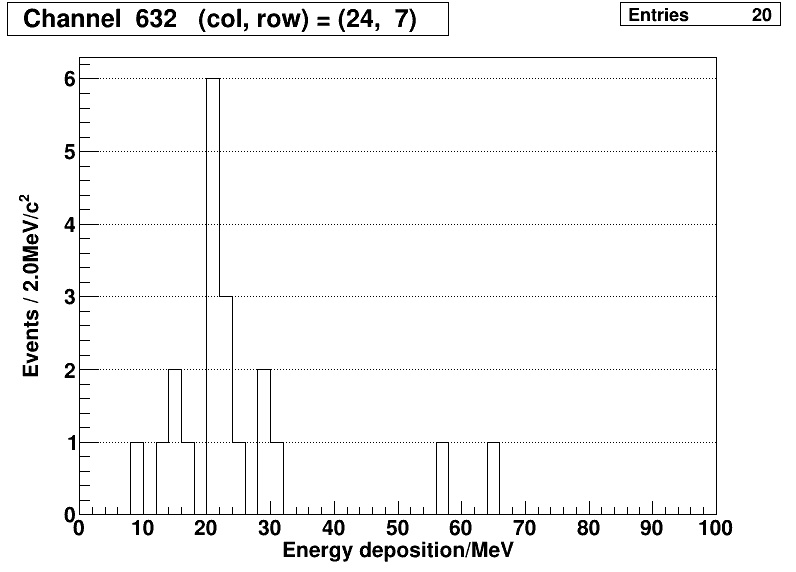 Channel 632 (col, row) = (24, 7)
Entries 20
6
5
4
3
2
1
0
Events / 2.0MeV/c²
0 10 20 30 40 50 60 70 80 90 100
Energy deposition/MeV